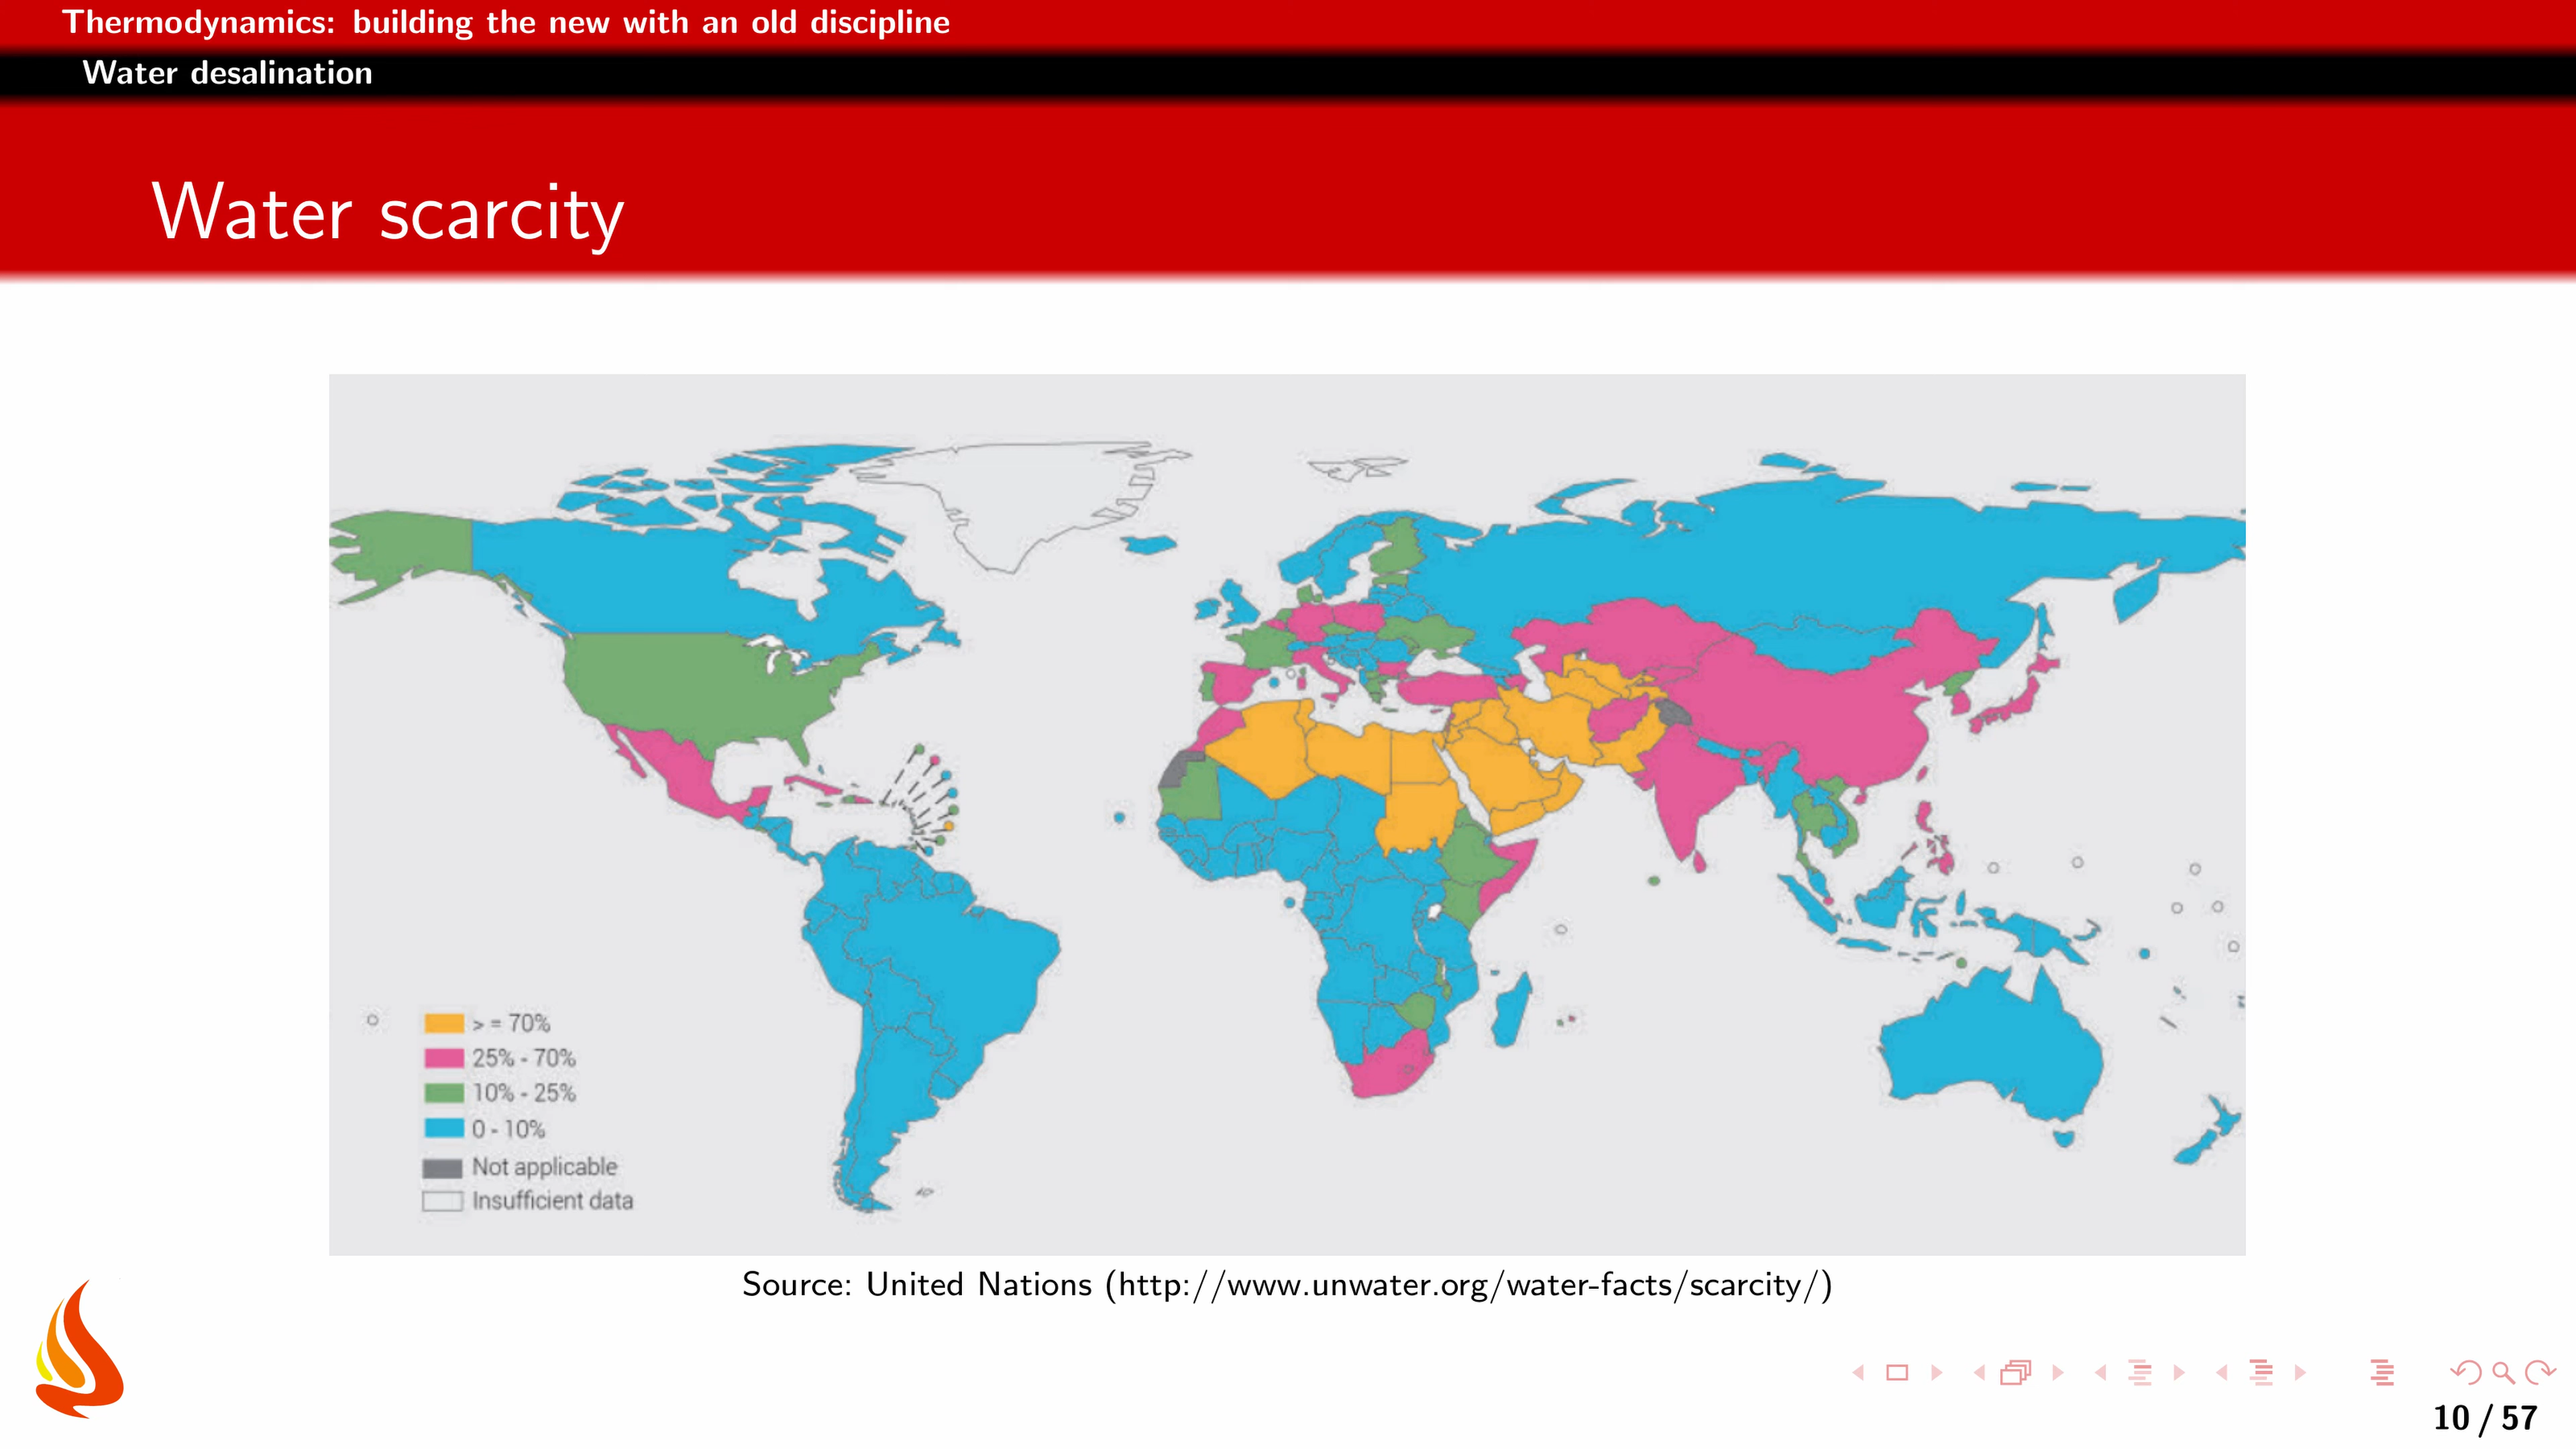 Thermodynamics: building the new with an old discipline
Water desalination
Water scarcity
> = 70%
25% - 70%
10% - 25%
0 - 10%
Not applicable
Insufficient data
Source: United Nations (http://www.unwater.org/water-facts/scarcity/)
10 / 57